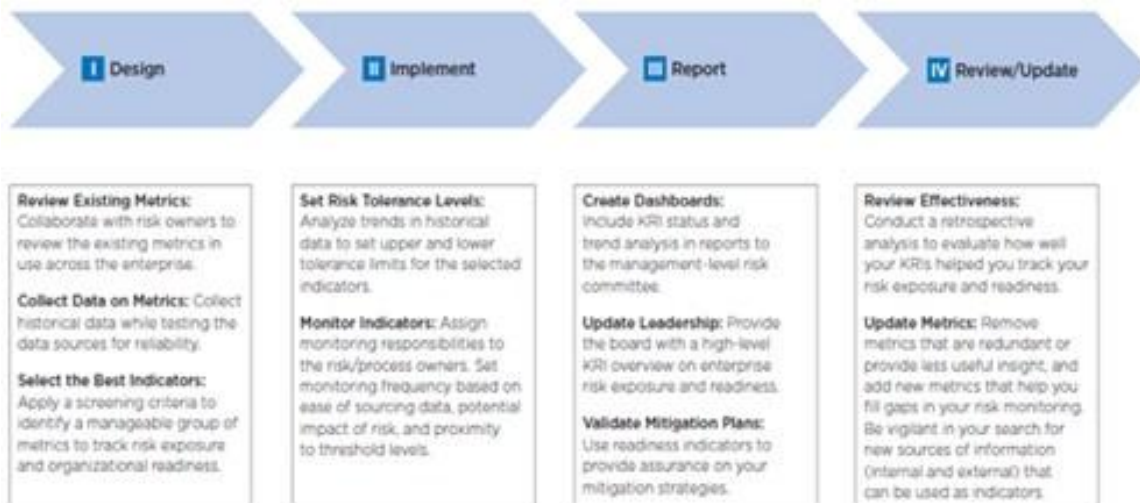 I Design
II Implement
III Report
IV Review/Update
Review Existing Metrics:
Collaborate with risk owners to
review the existing metrics in
use across the enterprise.
Collect Data on Metrics: Collect
historical data while testing the
data sources for reliability.
Select the Best Indicators:
Apply a screening criteria to
identify a manageable group of
metrics to track risk exposure
and organizational readiness.
Set Risk Tolerance Levels:
Analyze trends in historical
data to set upper and lower
tolerance limits for the selected
indicators.
Monitor Indicators: Assign
monitoring responsibilities to
the risk/process owners. Set
monitoring frequency based on
ease of sourcing data, potential
impact of risk, and proximity
to threshold levels.
Create Dashboards:
Include KRI status and
trend analysis in reports to
the management-level risk
committee.
Update Leadership: Provide
the board with a high-level
KRI overview on enterprise
risk exposure and readiness.
Validate Mitigation Plans:
Use readiness indicators to
provide assurance on your
mitigation strategies.
Review Effectiveness:
Conduct a retrospective
analysis to evaluate how well
your KRIs helped you track your
risk exposure and readiness.
Update Metrics: Remove
metrics that are redundant or
provide less useful insight, and
add new metrics that help you
fill gaps in your risk monitoring.
Be vigilant in your search for
new sources of information
(internal and external) that
can be used as indicators.